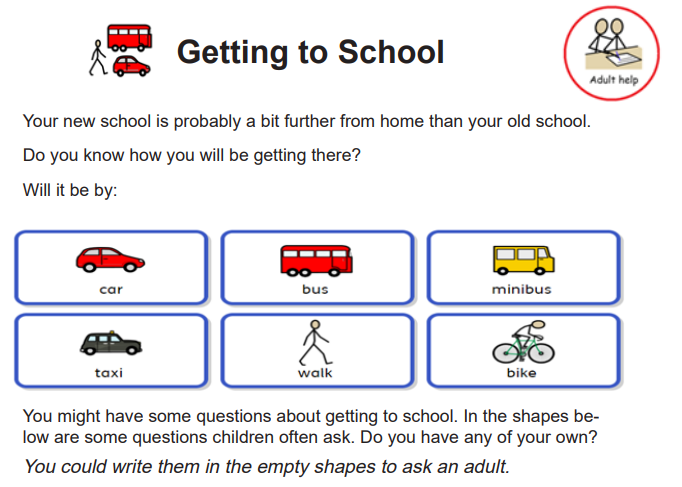 Getting to School
Adult help
Your new school is probably a bit further from home than your old school.
Do you know how you will be getting there?
Will it be by:
car
bus
minibus
taxi
walk
bike
You might have some questions about getting to school. In the shapes be-
low are some questions children often ask. Do you have any of your own?
You could write them in the empty shapes to ask an adult.